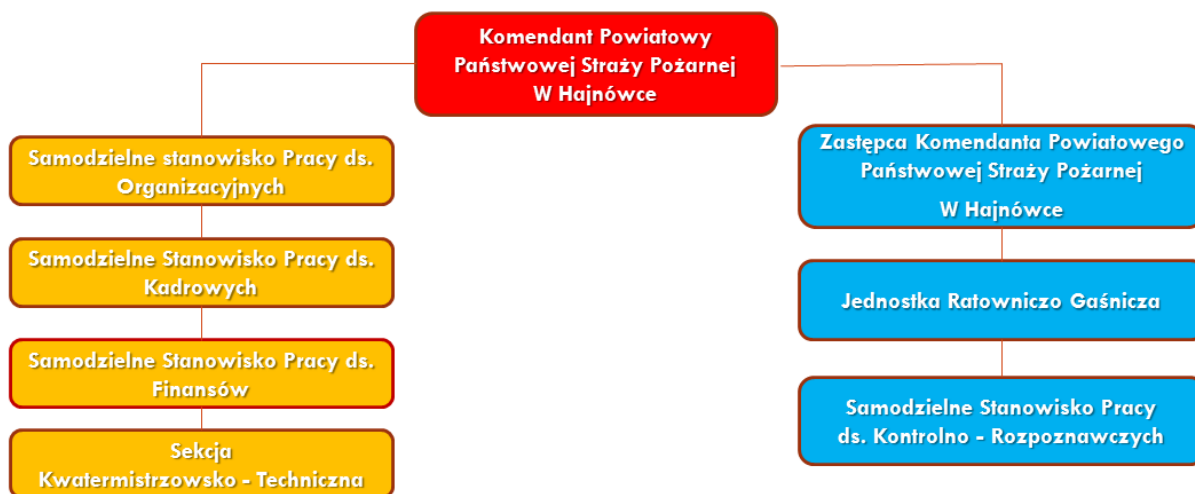 Komendant Powiatowy
Państwowej Straży Pożarnej
W Hajnówce
Samodzielne stanowisko Pracy ds.
Organizacyjnych
Samodzielne Stanowisko Pracy ds.
Kadrowych
Samodzielne Stanowisko Pracy ds.
Finansów
Sekcja
Kwatermistrzowsko - Techniczna
Zastępca Komendanta Powiatowego
Państwowej Straży Pożarnej
W Hajnówce
Jednostka Ratowniczo Gaśnicza
Samodzielne Stanowisko Pracy
ds. Kontrolno - Rozpoznawczych